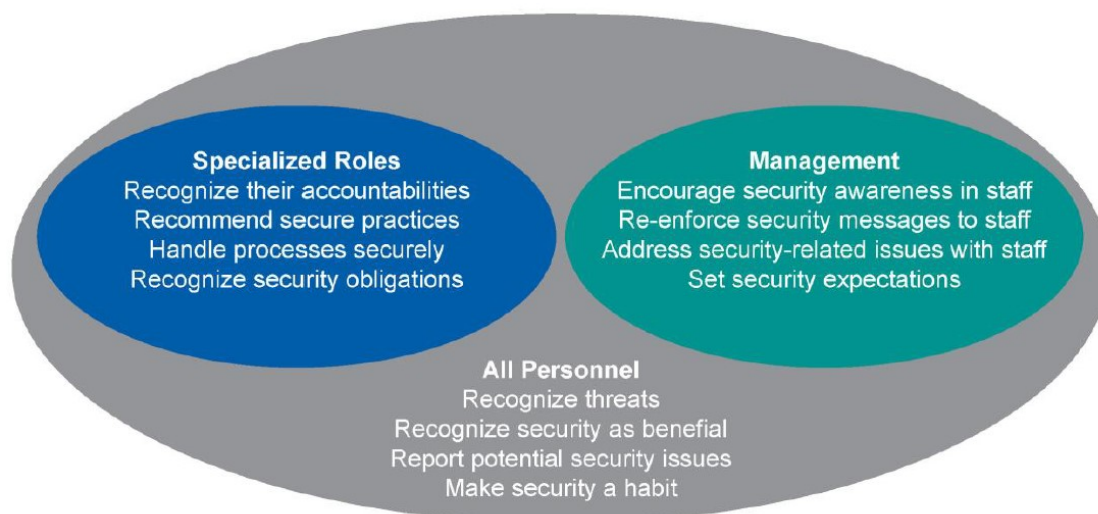 Specialized Roles
Recognize their accountabilities
Recommend secure practices
Handle processes securely
Recognize security obligations
Management
Encourage security awareness in staff
Re-enforce security messages to staff
Address security-related issues with staff
Set security expectations
All Personnel
Recognize threats
Recognize security as benefial
Report potential security issues
Make security a habit